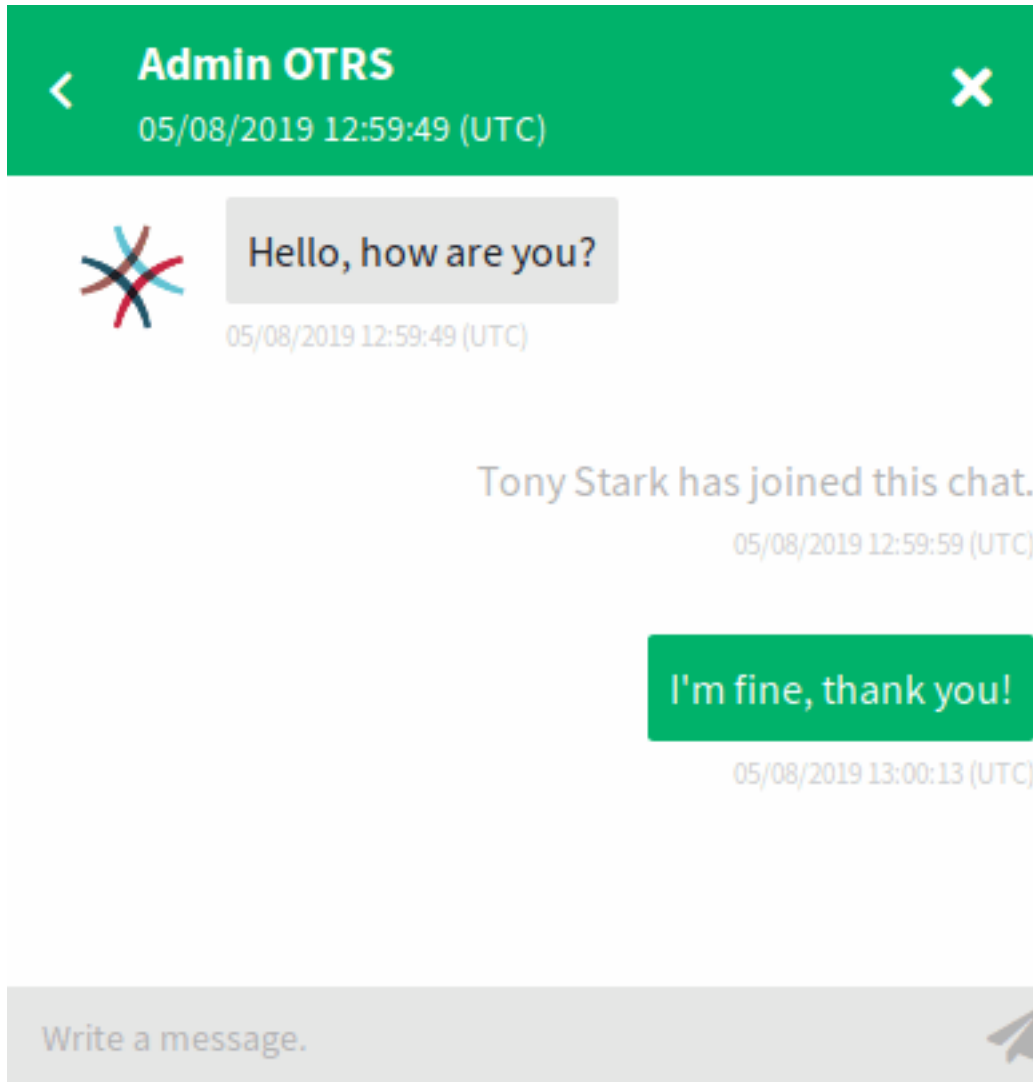 Admin OTRS
05/08/2019 12:59:49 (UTC)
Hello, how are you?
05/08/2019 12:59:49 (UTC)
Tony Stark has joined this chat.
05/08/2019 12:59:59 (UTC)
I'm fine, thank you!
05/08/2019 13:00:13 (UTC)
Write a message.